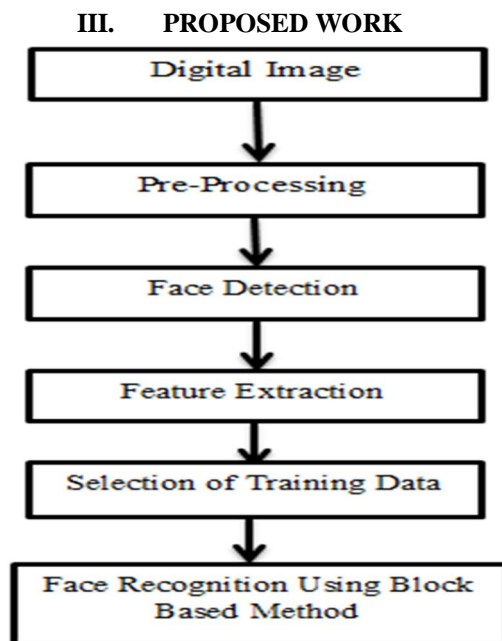 III. PROPOSED WORK
Digital Image
Pre-Processing
Face Detection
Feature Extraction
Selection of Training Data
Face Recognition Using Block
Based Method